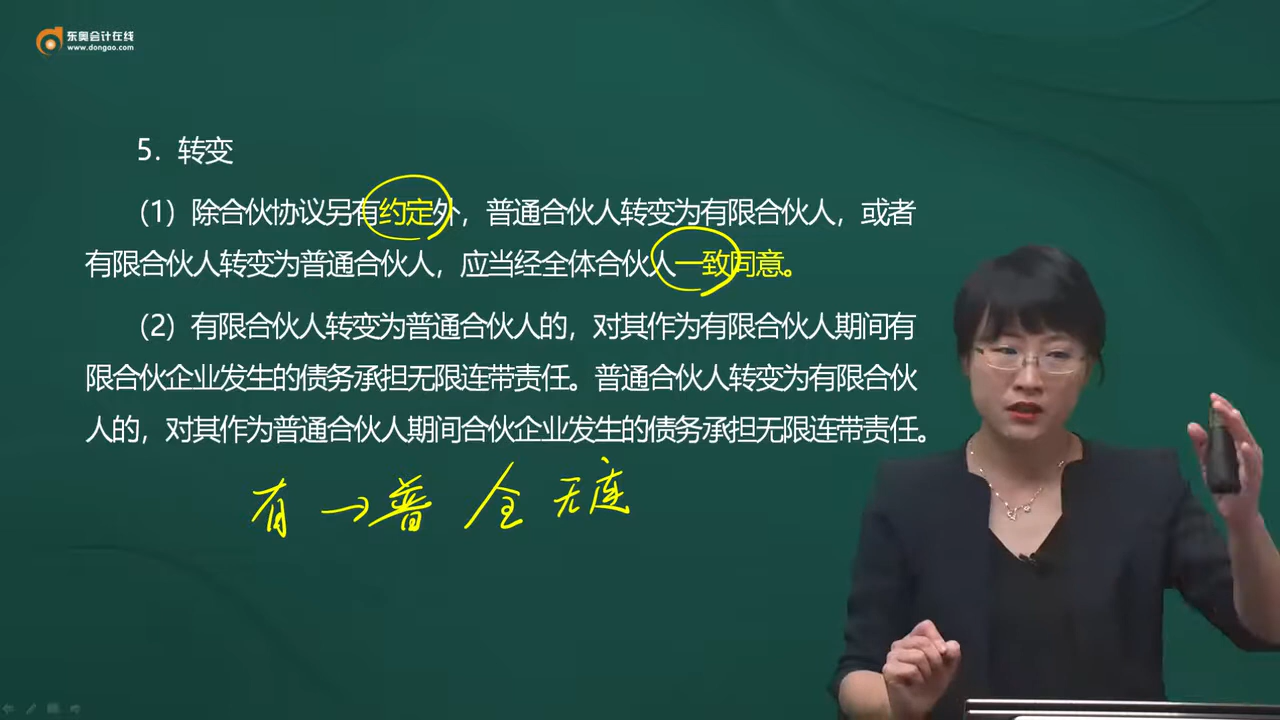 东奥会计在线
www.dongao.com
5. 转变
（1）除合伙协议另有约定外，普通合伙人转变为有限合伙人，或者
有限合伙人转变为普通合伙人，应当经全体合伙人一致同意。
（2）有限合伙人转变为普通合伙人的，对其作为有限合伙人期间有
限合伙企业发生的债务承担无限连带责任。普通合伙人转变为有限合伙
人的，对其作为普通合伙人期间合伙企业发生的债务承担无限连带责任。
有→普 全 无连